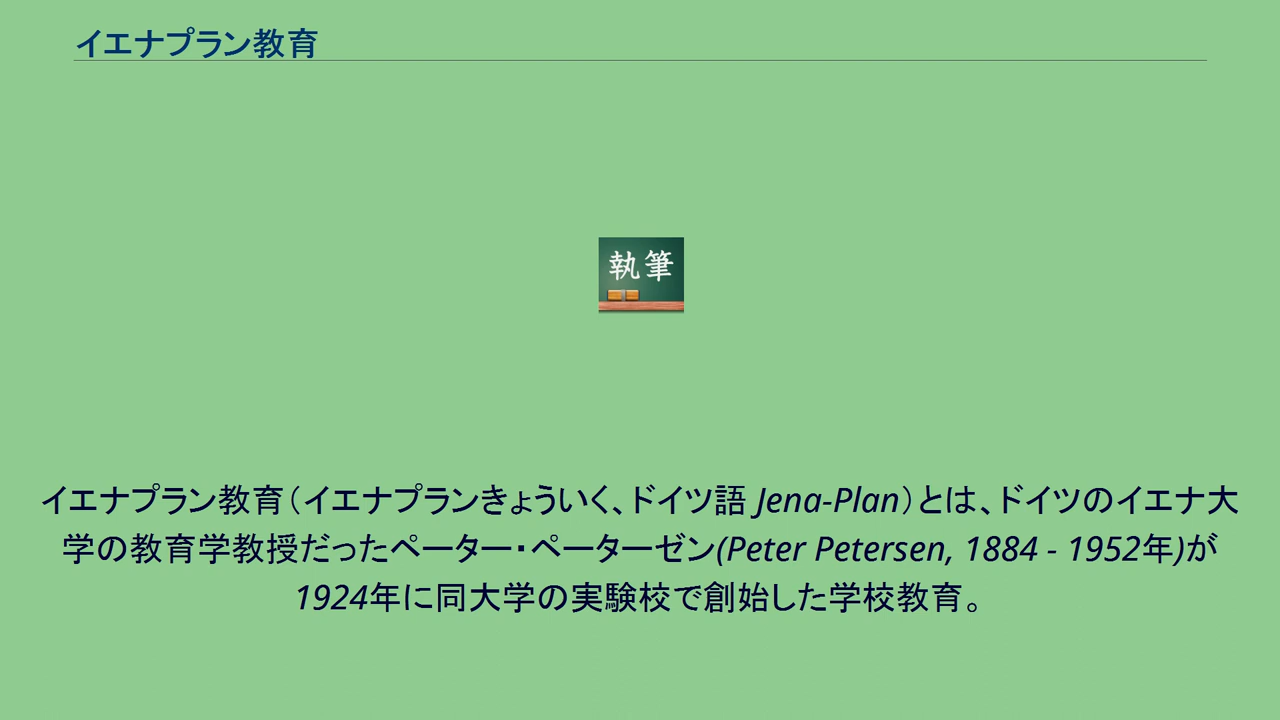 イエナプラン教育
執筆
イエナプラン教育（イエナプランきょういく、ドイツ語 Jena-Plan）とは、ドイツのイエナ大
学の教育学教授だったペーター・ペーターゼン(Peter Petersen, 1884 - 1952年)が
1924年に同大学の実験校で創始した学校教育。